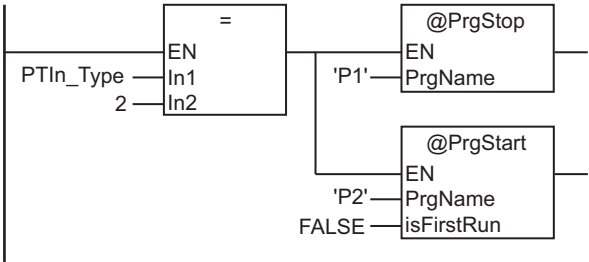 =
EN
PTIn_Type In1
2 In2
@PrgStop
EN
'P1' PrgName
@PrgStart
EN
'P2' PrgName
FALSE isFirstRun